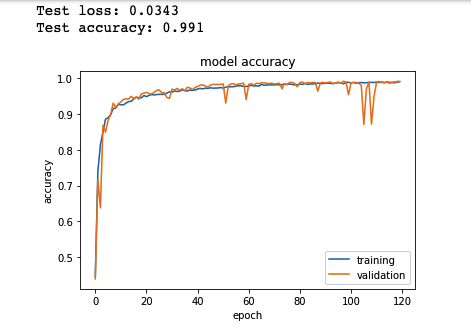 Test loss: 0.0343
Test accuracy: 0.991
model accuracy
1.0
0.9
0.8
0.7
0.6
0.5
accuracy
0 20 40 60 80 100 120
epoch
training
validation